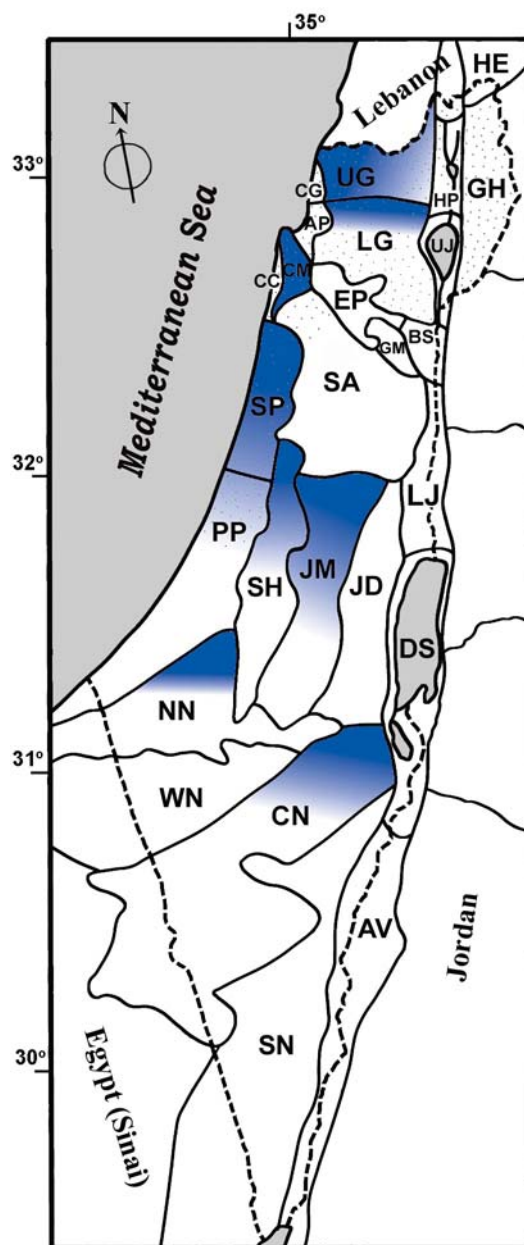 35°
HE
Lebanon
N
33°
UG
CG
GH
HP
AP
LG
UJ
CM
CC
EP
BS
GM
Mediterranean Sea
SA
SP
32°
LJ
PP
JM
SH
JD
DS
NN
31°
WN
CN
AV
Jordan
SN
30°
Egypt (Sinai)